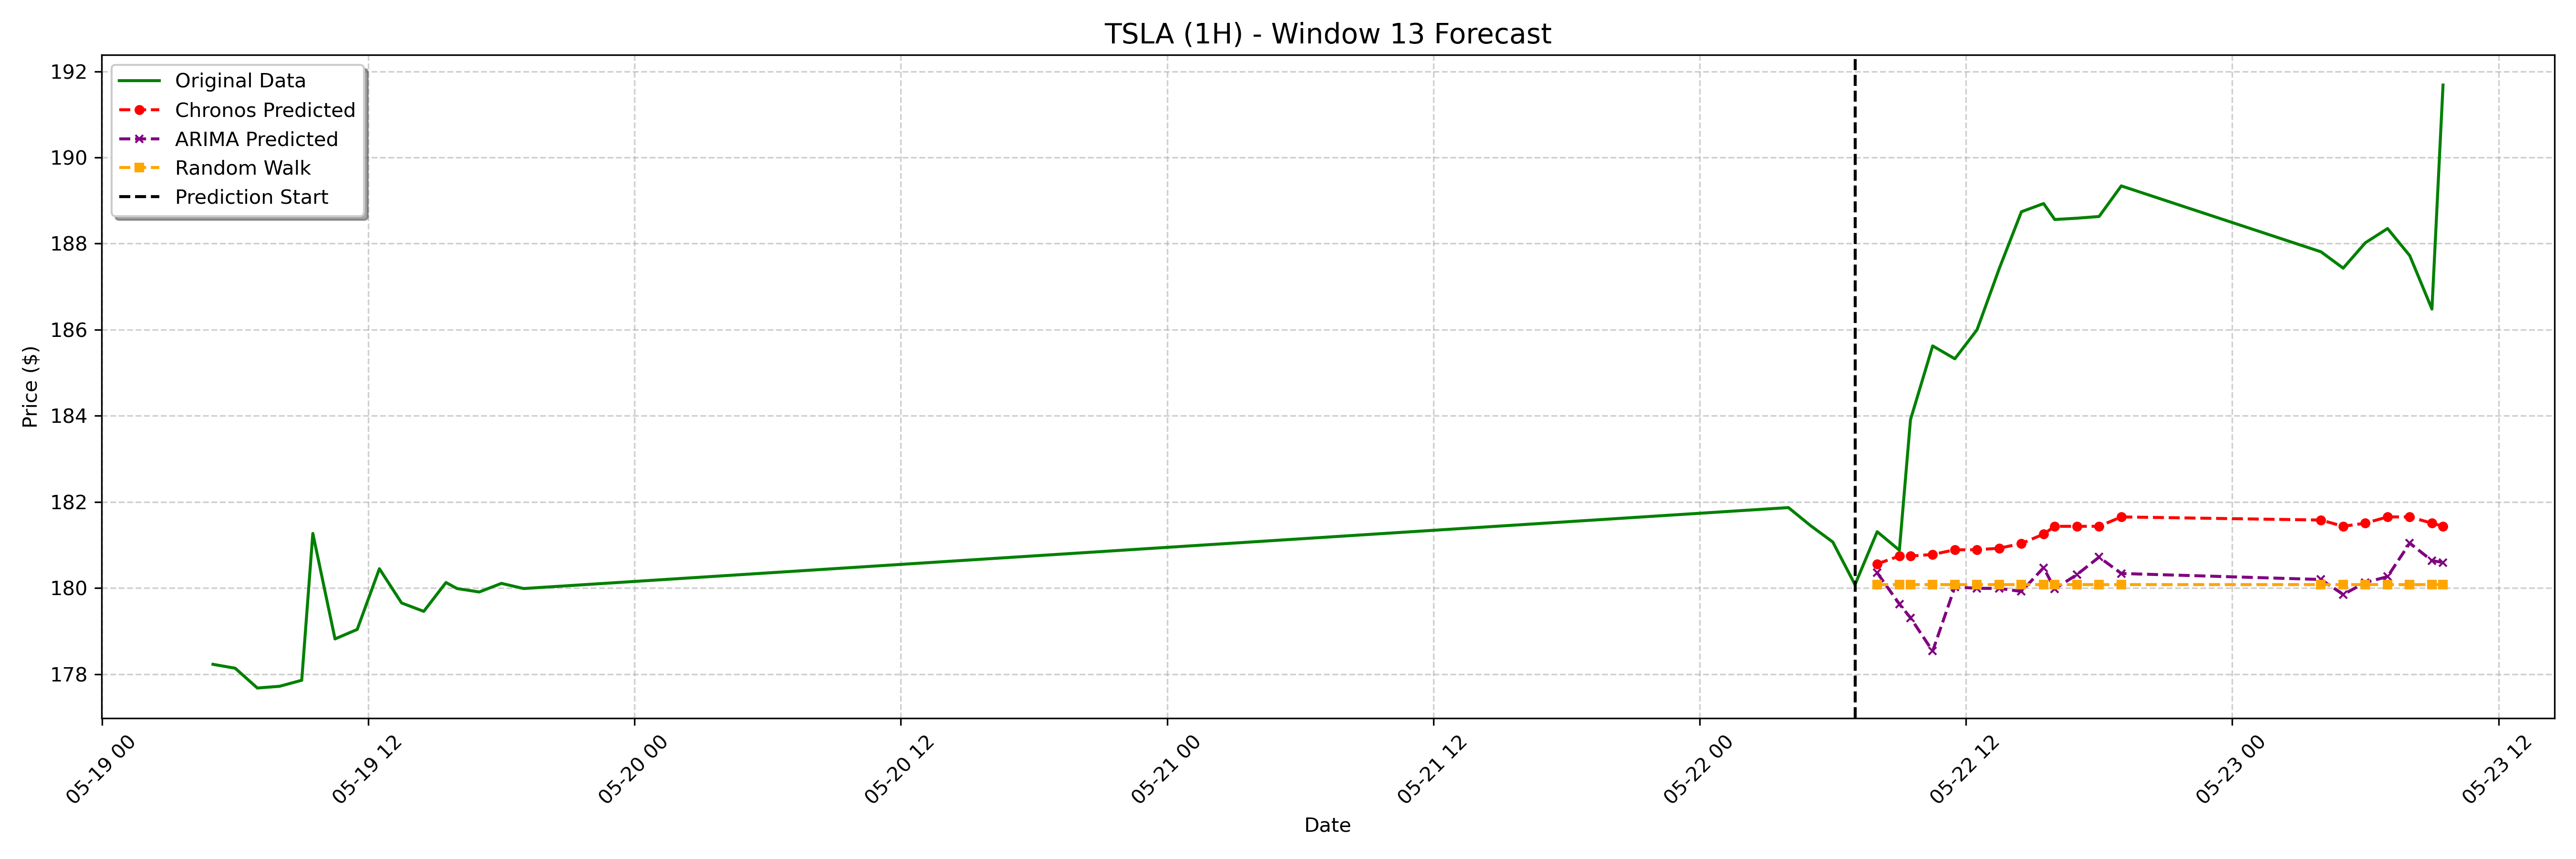 TSLA (1H) - Window 13 Forecast
Original Data
Chronos Predicted
ARIMA Predicted
Random Walk
Prediction Start
Price ($)
192
190
188
186
184
182
180
178
05-19 00
05-19 12
05-20 00
05-20 12
05-21 00
05-21 12
05-22 00
05-22 12
05-23 00
05-23 12
Date